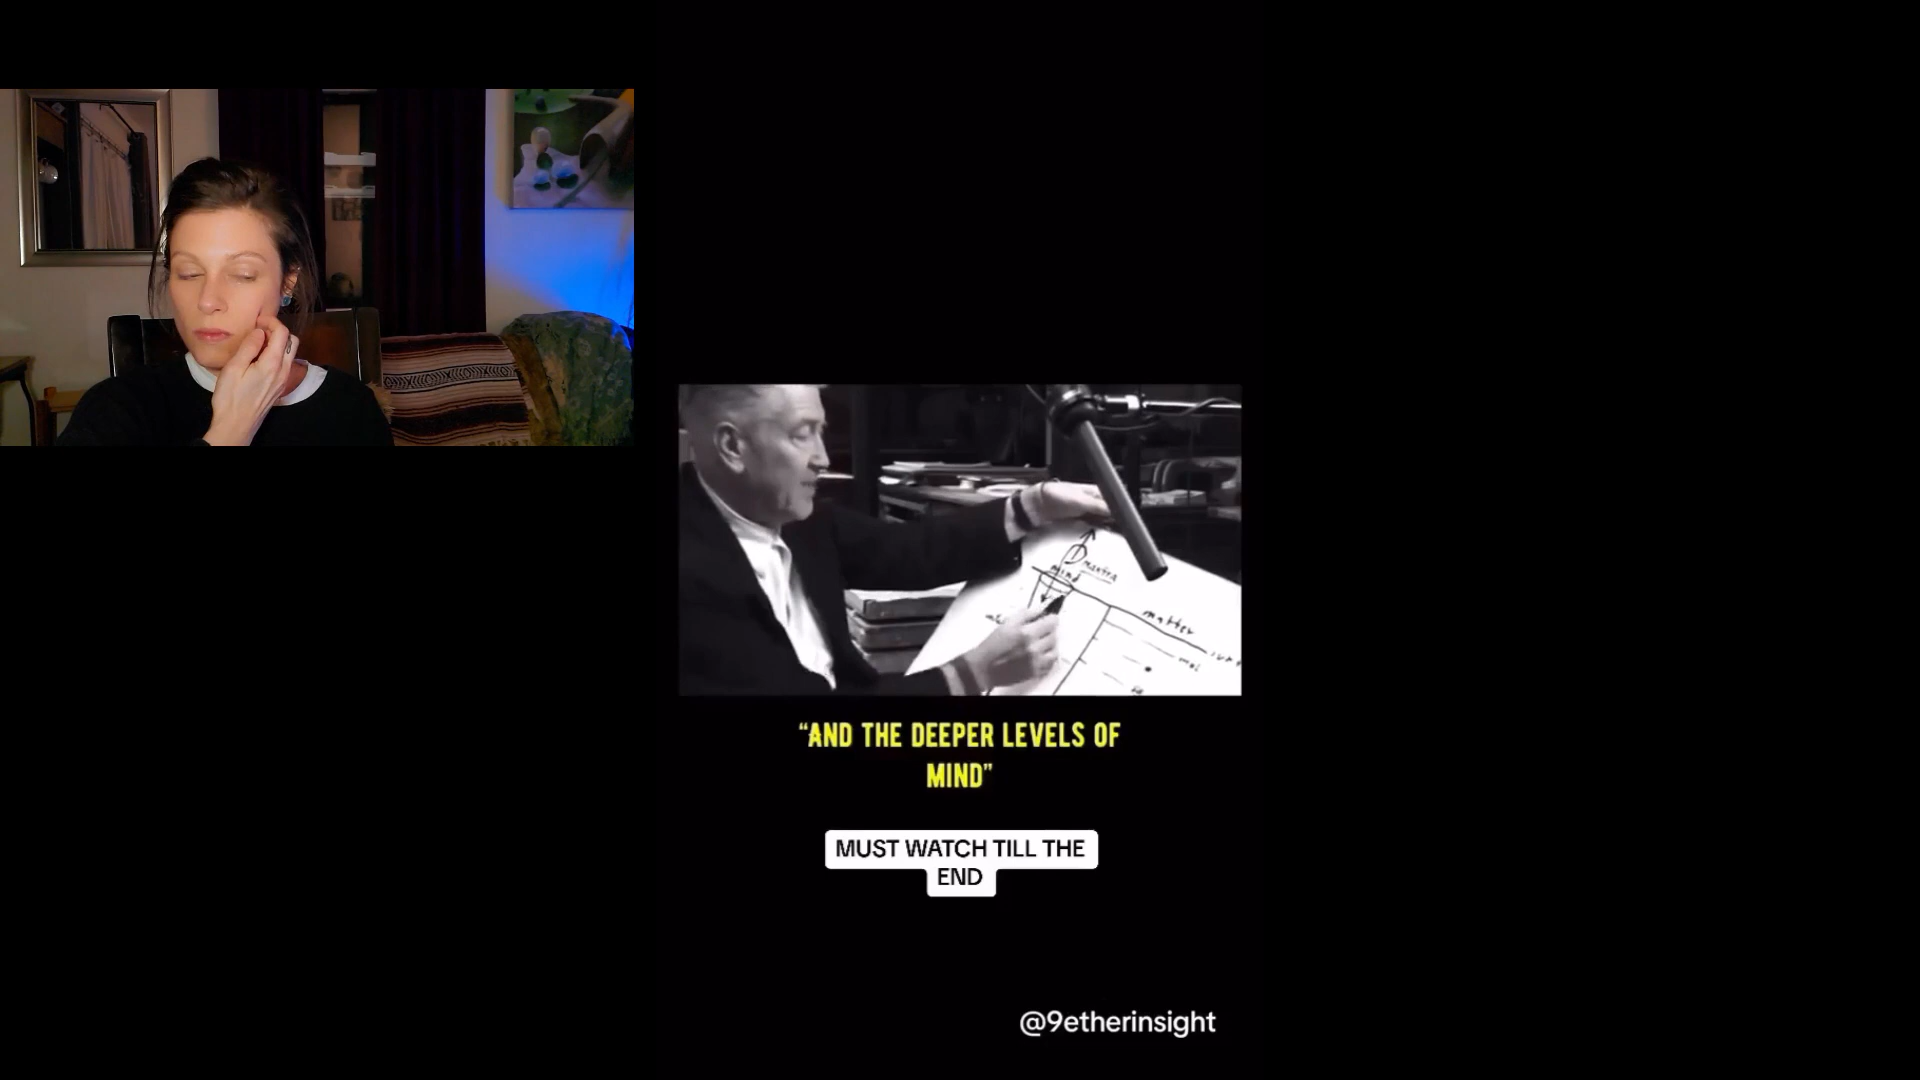 mantra
mind
matter
“AND THE DEEPER LEVELS OF
MIND”
MUST WATCH TILL THE
END
@9etherinsight